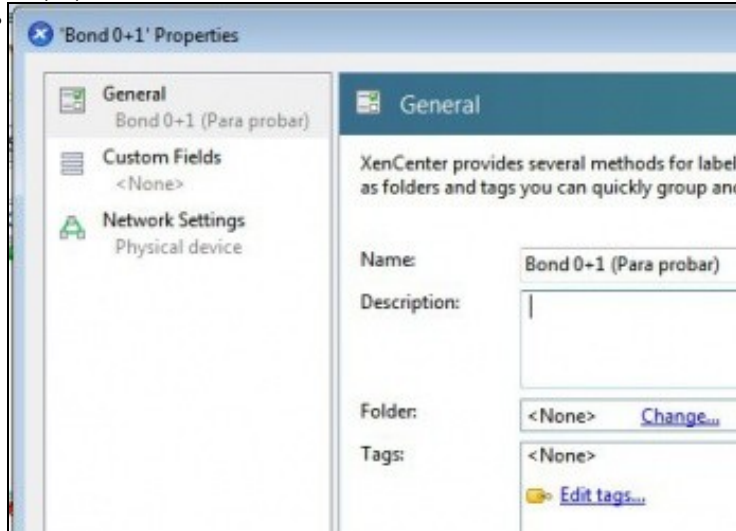 'Bond 0+1' Properties
General
Bond 0+1 (Para probar)
Custom Fields
<None>
Network Settings
Physical device
General
XenCenter provides several methods for label
as folders and tags you can quickly group and
Name:
Bond 0+1 (Para probar)
Description:
Folder:
<None> Change...
Tags:
<None>
Edit tags...